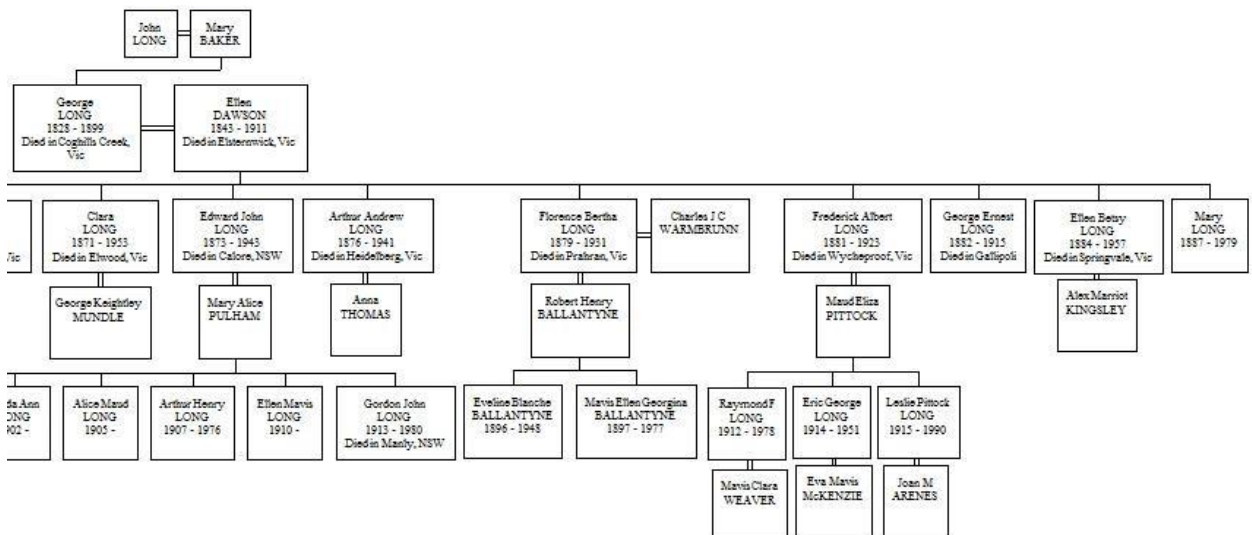 John
LONG
Mary
BAKER
George
LONG
1828 - 1899
Died in Coghills Creek,
Vic
Ellen
DAWSON
1843 - 1911
Died in Elsternwick, Vic
Vic
Clara
LONG
1871 - 1953
Died in Elwood, Vic
Edward John
LONG
1873 - 1943
Died in Calore, NSW
Arthur Andrew
LONG
1876 - 1941
Died in Heidelberg, Vic
Florence Bertha
LONG
1879 - 1931
Died in Prahran, Vic
Charles J C
WARMBRUNN
Frederick Albert
LONG
1881 - 1923
Died in Wycheproof, Vic
George Ernest
LONG
1882 - 1915
Died in Gallipoli
Ellen Betsy
LONG
1884 - 1957
Died in Springvale, Vic
Mary
LONG
1887 - 1979
George Keightley
MUNDLE
Mary Alice
PULHAM
Anna
THOMAS
Robert Henry
BALLANTYNE
Maud Eliza
PITTOCK
Alex Marriot
KINGSLEY
da Ann
ONG
902 -
Alice Maud
LONG
1905 -
Arthur Henry
LONG
1907 - 1976
Ellen Mavis
LONG
1910 -
Gordon John
LONG
1913 - 1980
Died in Manly, NSW
Eveline Blanche
BALLANTYNE
1896 - 1948
Mavis Ellen Georgina
BALLANTYNE
1897 - 1977
Raymond F
LONG
1912 - 1978
Eric George
LONG
1914 - 1951
Leslie Pittock
LONG
1915 - 1990
Mavis Clara
WEAVER
Eva Mavis
McKENZIE
Joan M
ARENES